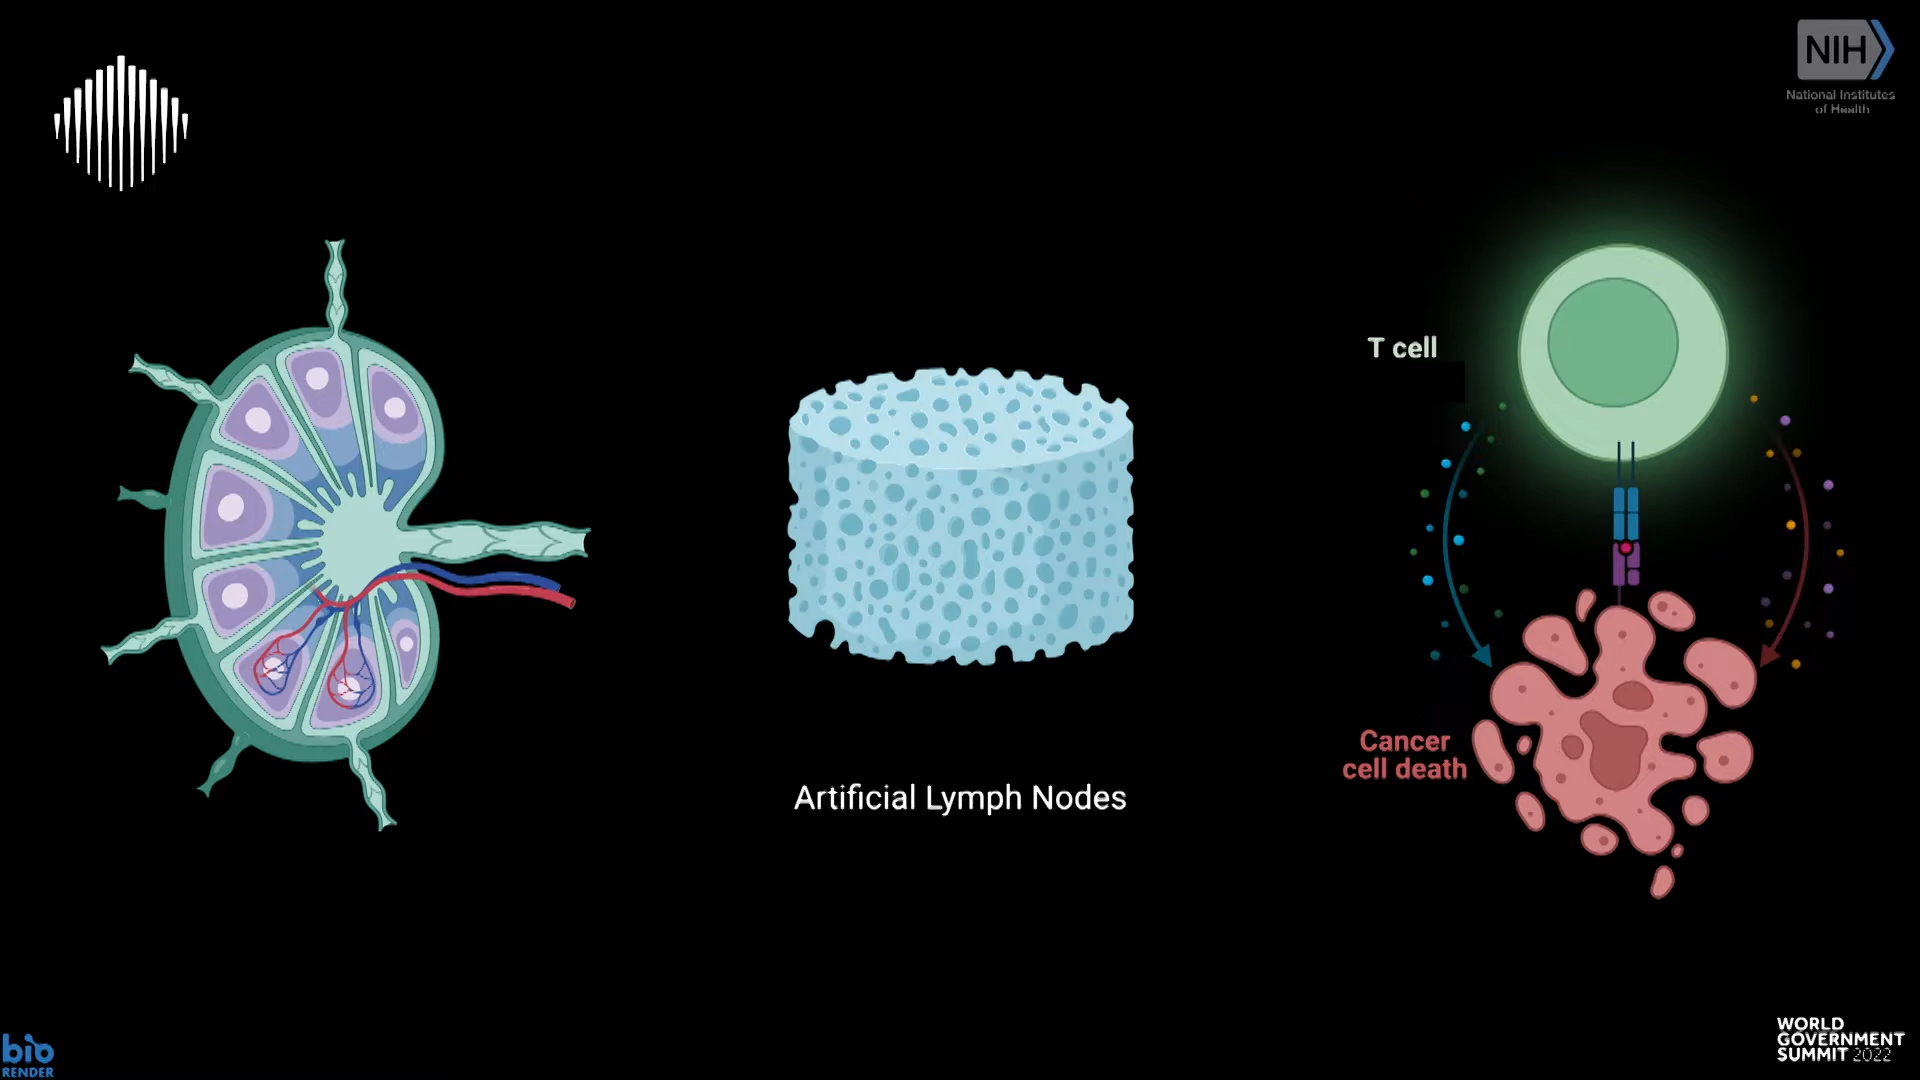 NIH
National Institutes
of Health
T cell
Cancer
cell death
Artificial Lymph Nodes
bio
RENDER
WORLD
GOVERNMENT
SUMMIT 2022